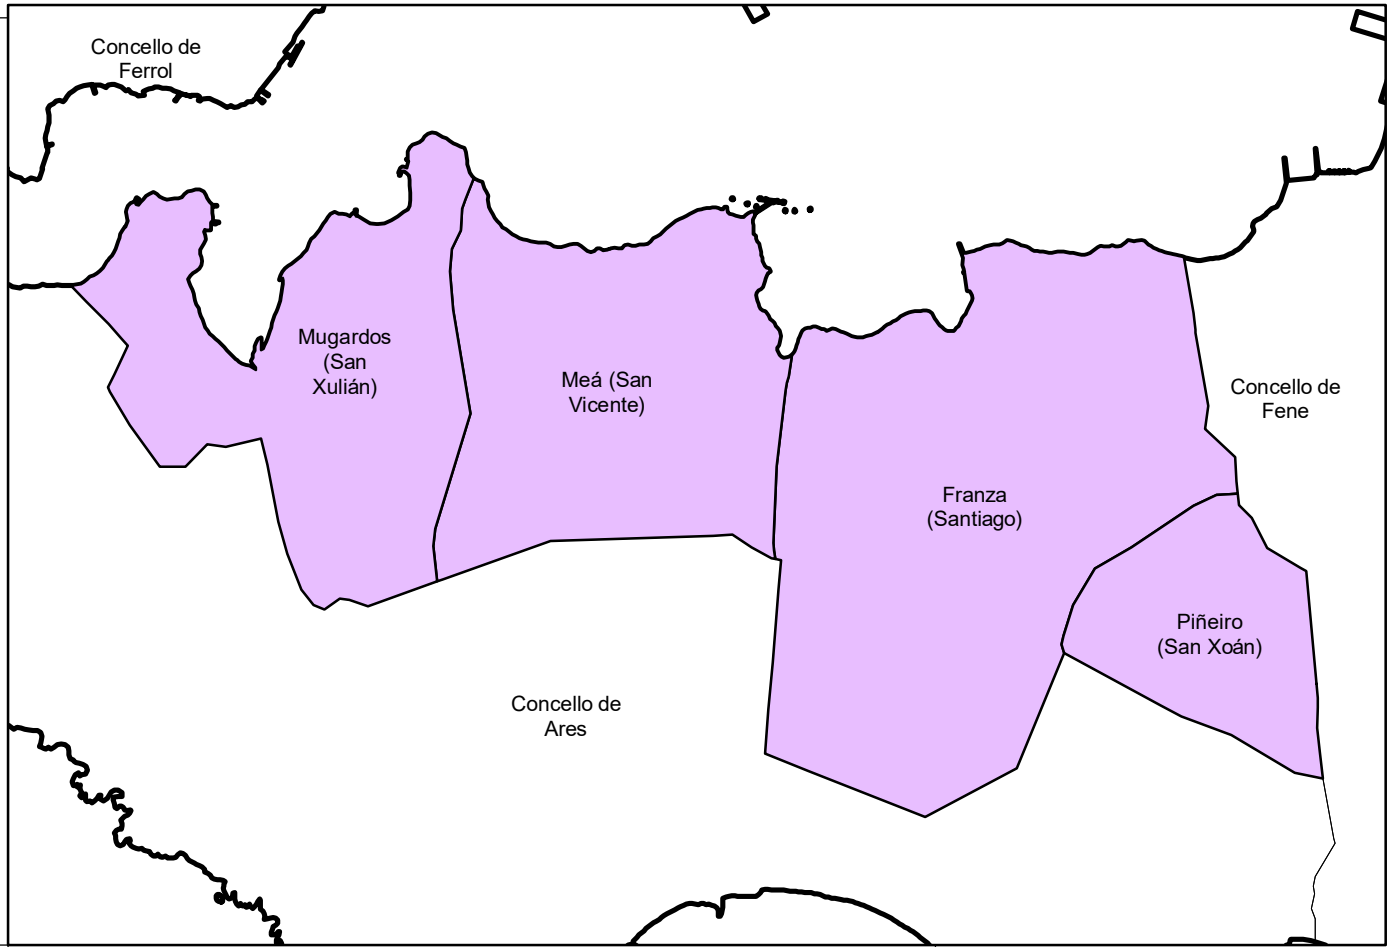 Concello de
Ferrol
Mugardos
(San
Xulián)
Meá (San
Vicente)
Concello de
Fene
Franza
(Santiago)
Piñeiro
(San Xoán)
Concello de
Ares